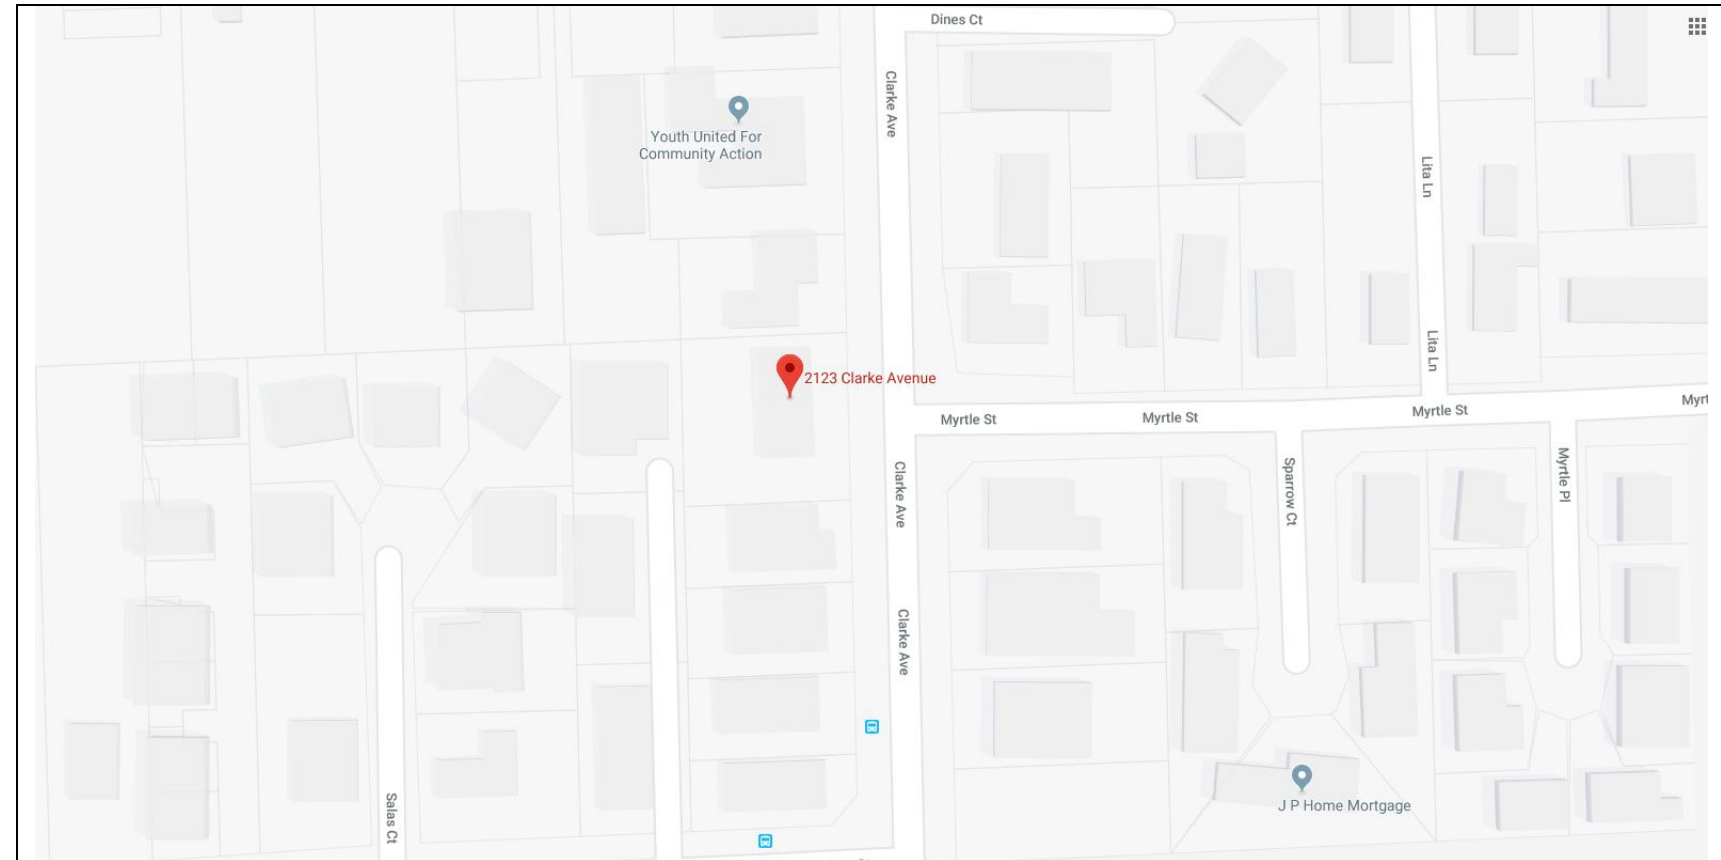 Dines Ct
Clarke Ave
Youth United For
Community Action
Lita Ln
Lita Ln
2123 Clarke Avenue
Myrtle St
Myrtle St
Myrtle St
Myrt
Clarke Ave
Sparrow Ct
Myrtle Pl
Clarke Ave
J P Home Mortgage
Salas Ct